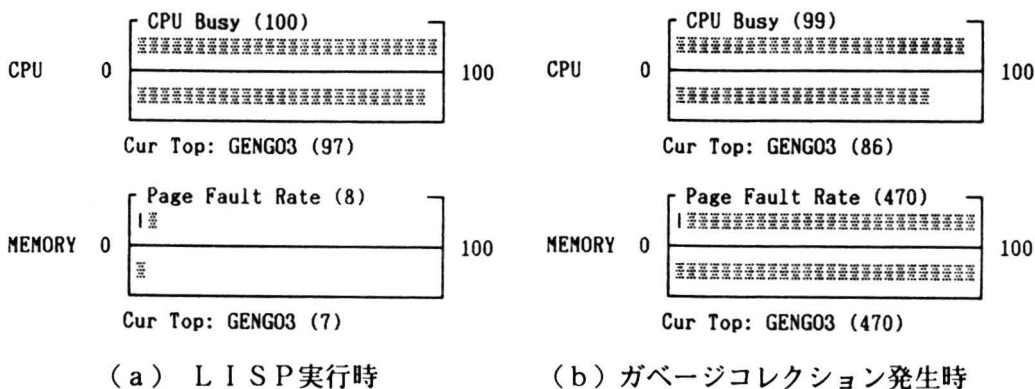 CPU Busy (100)
CPU 0 100
Cur Top: GENGO3 (97)
Page Fault Rate (8)
MEMORY 0 100
Cur Top: GENGO3 (7)
(a) LISP実行時
CPU Busy (99)
CPU 0 100
Cur Top: GENGO3 (86)
Page Fault Rate (470)
MEMORY 0 100
Cur Top: GENGO3 (470)
(b)ガベージコレクション発生時